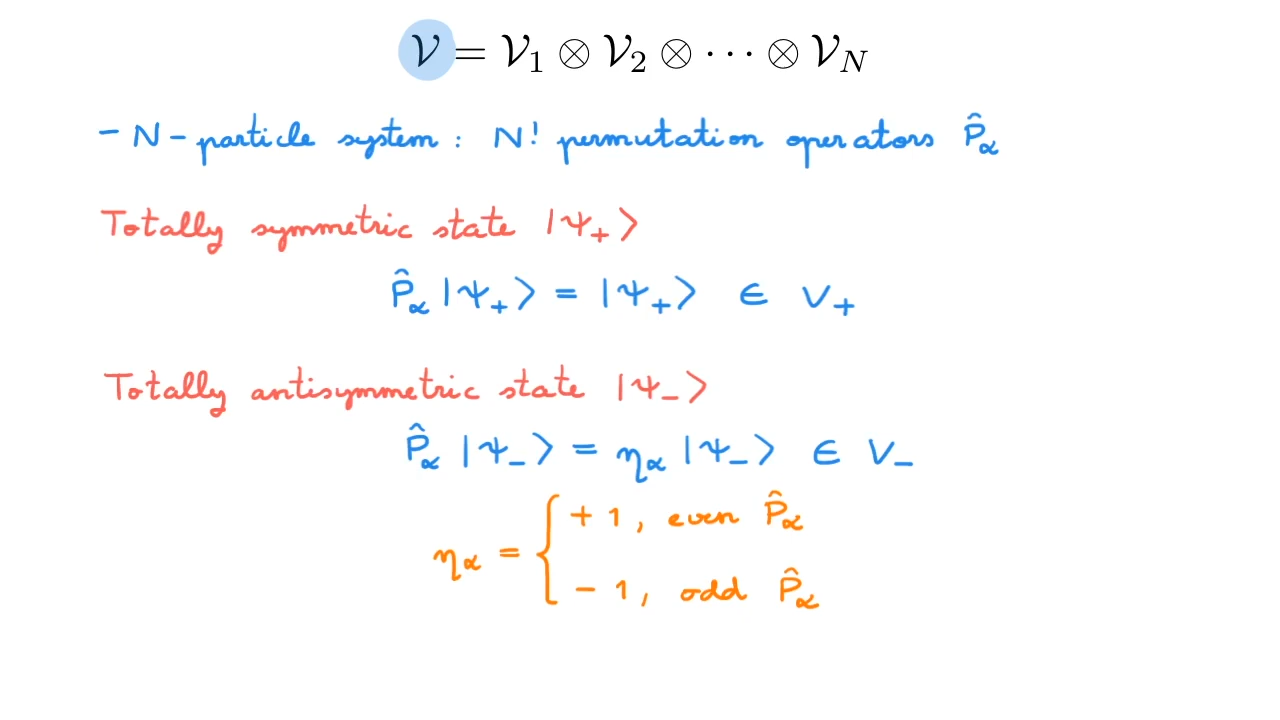 𝒱 = 𝒱₁ ⊗ 𝒱₂ ⊗ ⋯ ⊗ 𝒱_N
- N-particle system : N! permutation operators P̂_α
Totally symmetric state |Ψ₊⟩
P̂_α |Ψ₊⟩ = |Ψ₊⟩ ∈ V₊
Totally antisymmetric state |Ψ₋⟩
P̂_α |Ψ₋⟩ = η_α |Ψ₋⟩ ∈ V₋
η_α = { +1, even P̂_α
-1, odd P̂_α